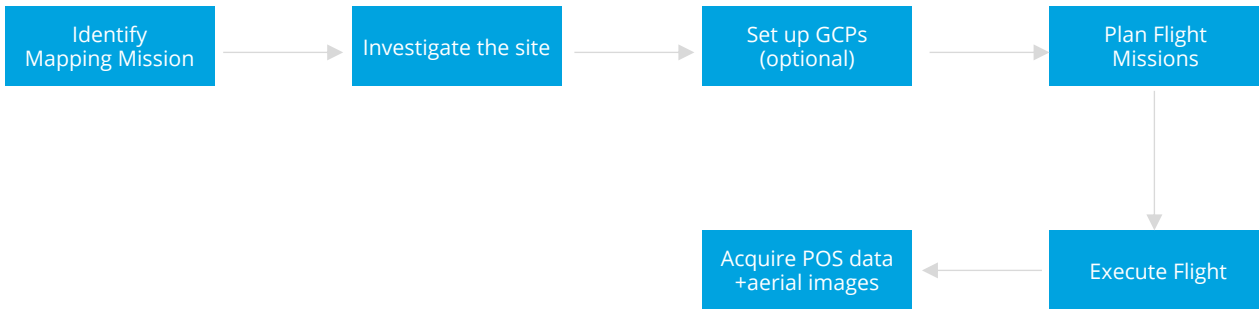 Identify
Mapping Mission
Investigate the site
Set up GCPs
(optional)
Plan Flight
Missions
Execute Flight
Acquire POS data
+aerial images